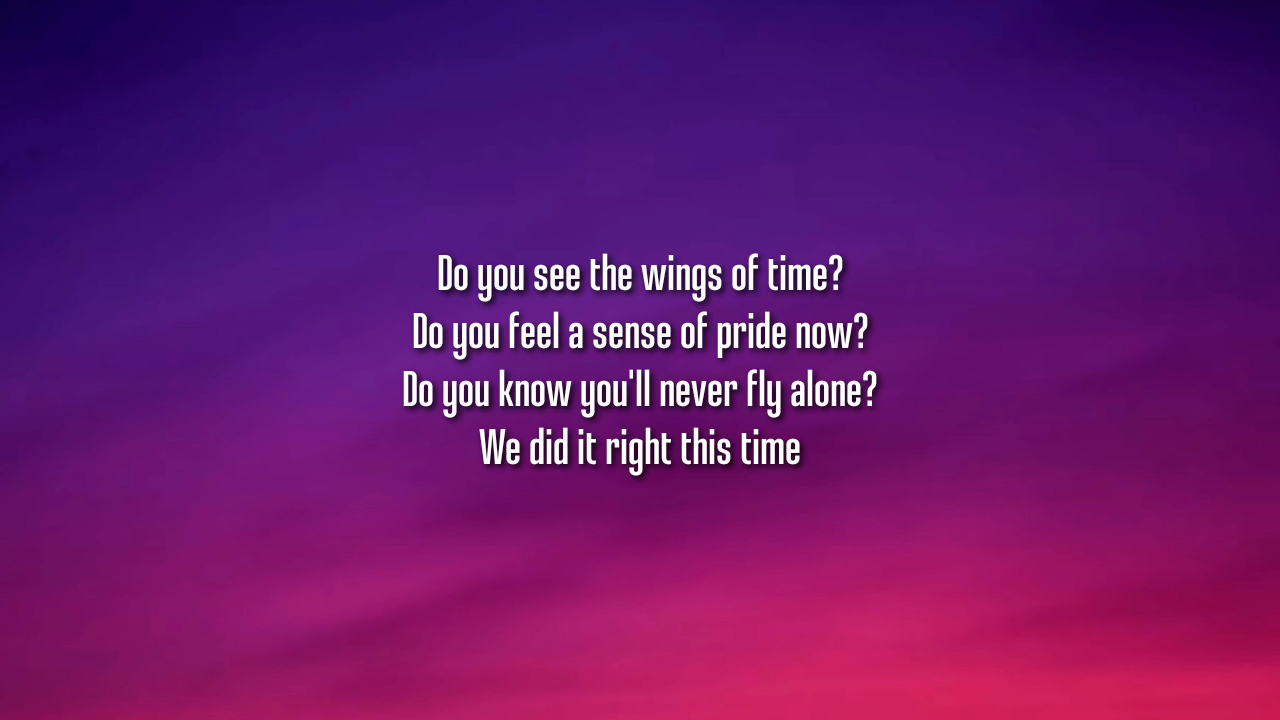 Do you see the wings of time?
Do you feel a sense of pride now?
Do you know you'll never fly alone?
We did it right this time